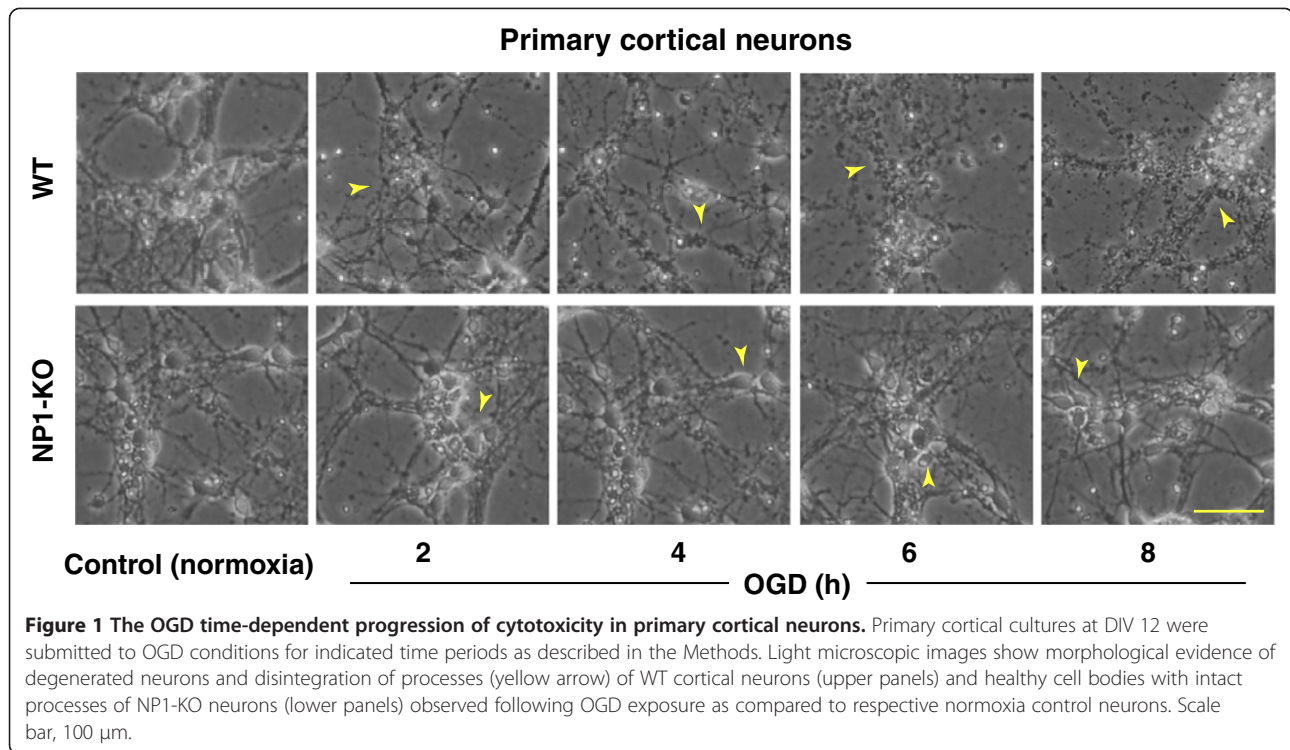 Primary cortical neurons
WT
NP1-KO
Control (normoxia)
2 4 6 8
OGD (h)
Figure 1 The OGD time-dependent progression of cytotoxicity in primary cortical neurons. Primary cortical cultures at DIV 12 were
submitted to OGD conditions for indicated time periods as described in the Methods. Light microscopic images show morphological evidence of
degenerated neurons and disintegration of processes (yellow arrow) of WT cortical neurons (upper panels) and healthy cell bodies with intact
processes of NP1-KO neurons (lower panels) observed following OGD exposure as compared to respective normoxia control neurons. Scale
bar, 100 μm.